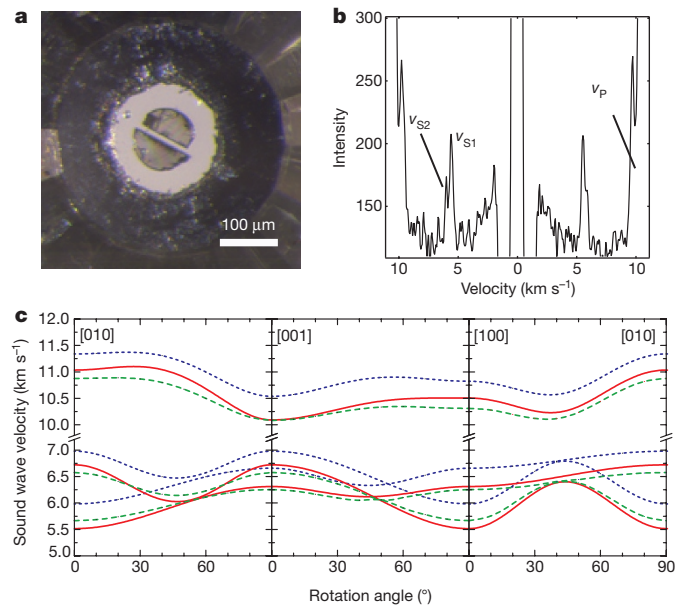 a
100 μm
b
Intensity
300
250
200
150
vS2
vS1
vP
10 5 0 5 10
Velocity (km s−1)
c
Sound wave velocity (km s−1)
12.0
11.5
11.0
10.5
10.0
7.0
6.5
6.0
5.5
5.0
[010] [001] [100] [010]
0 30 60 0 30 60 0 30 60 90
Rotation angle (°)